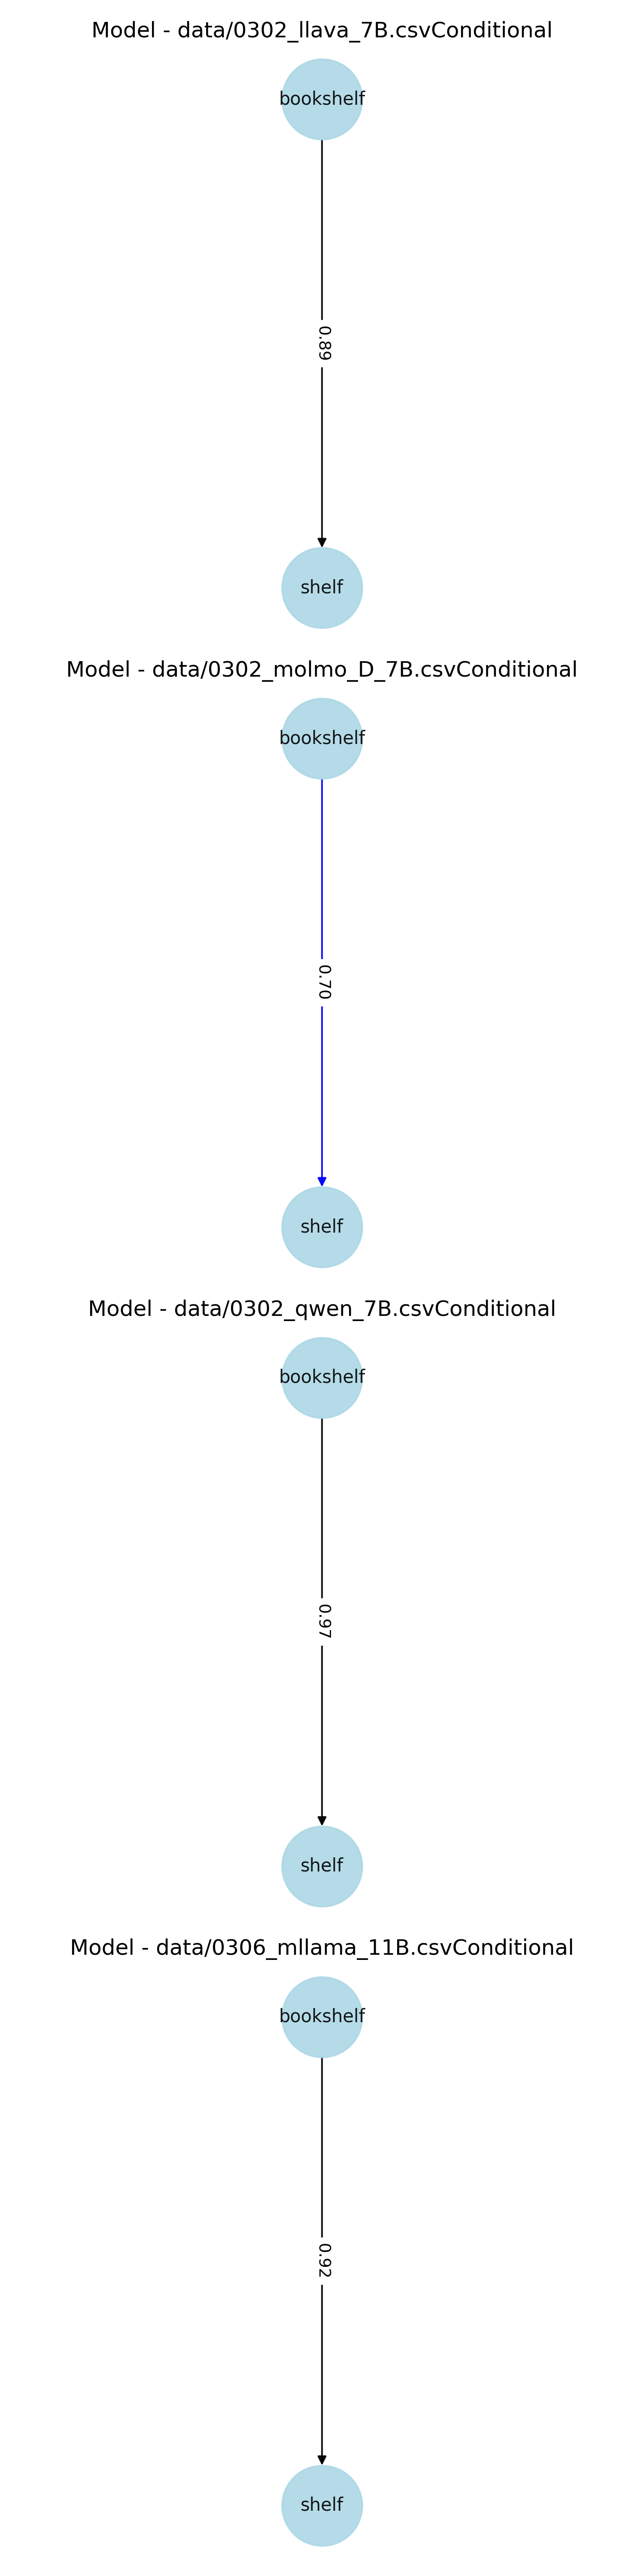 Model - data/0302_llava_7B.csvConditional
bookshelf
0.89
shelf
Model - data/0302_molmo_D_7B.csvConditional
bookshelf
0.70
shelf
Model - data/0302_qwen_7B.csvConditional
bookshelf
0.97
shelf
Model - data/0306_mllama_11B.csvConditional
bookshelf
0.92
shelf